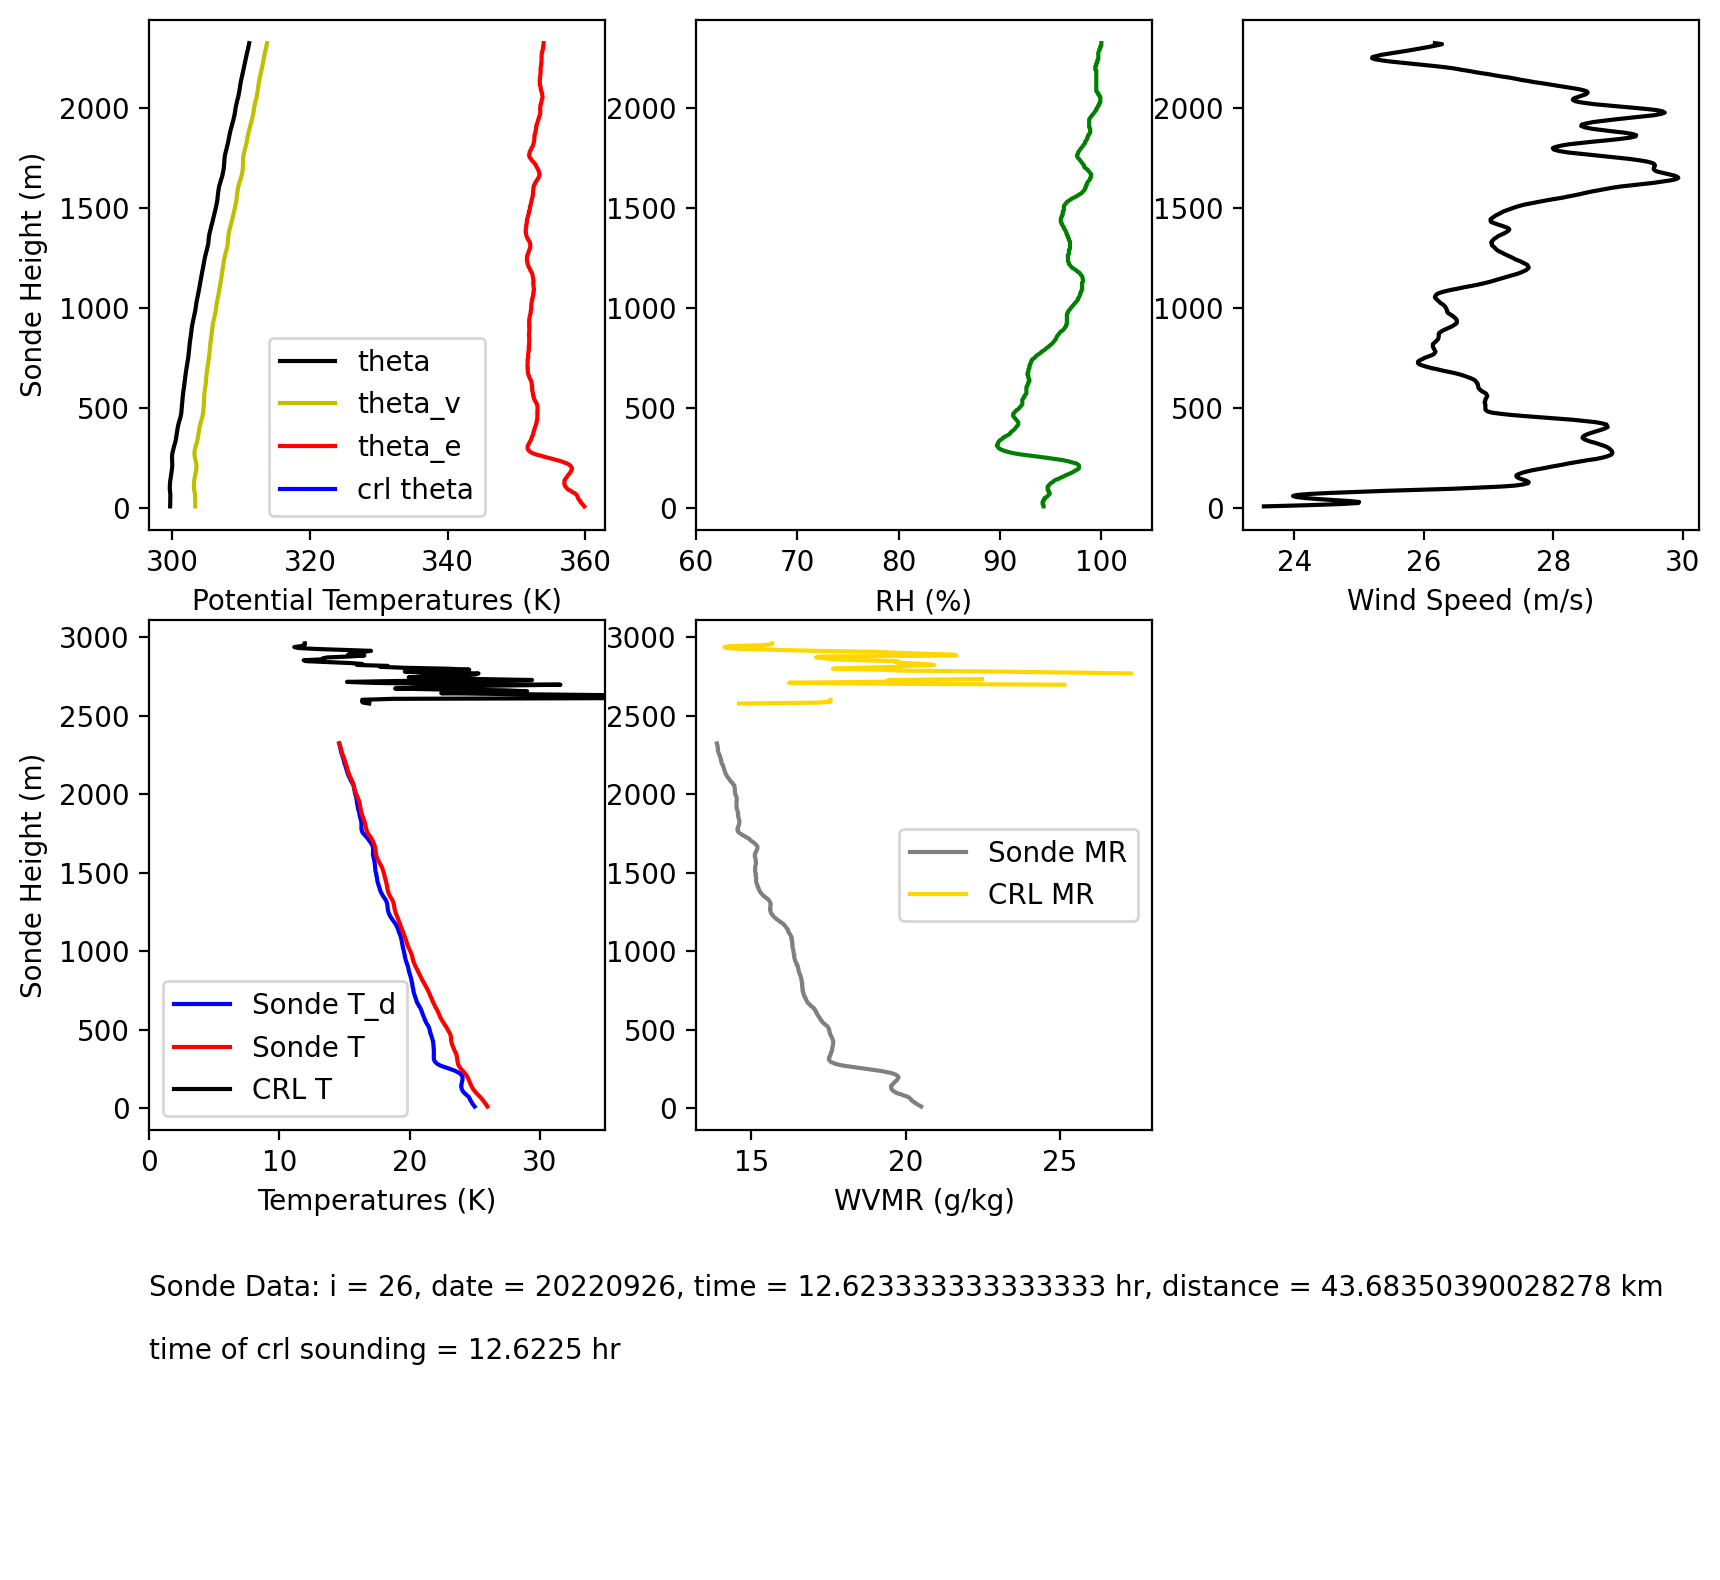 2000
1500
1000
500
0
Sonde Height (m)
theta
theta_v
theta_e
crl theta
300 320 340 360
Potential Temperatures (K)
2000
1500
1000
500
0
60 70 80 90 100
RH (%)
2000
1500
1000
500
0
24 26 28 30
Wind Speed (m/s)
3000
2500
2000
1500
1000
500
0
Sonde Height (m)
Sonde T_d
Sonde T
CRL T
0 10 20 30
Temperatures (K)
3000
2500
2000
1500
1000
500
0
Sonde MR
CRL MR
15 20 25
WVMR (g/kg)
Sonde Data: i = 26, date = 20220926, time = 12.623333333333333 hr, distance = 43.68350390028278 km
time of crl sounding = 12.6225 hr